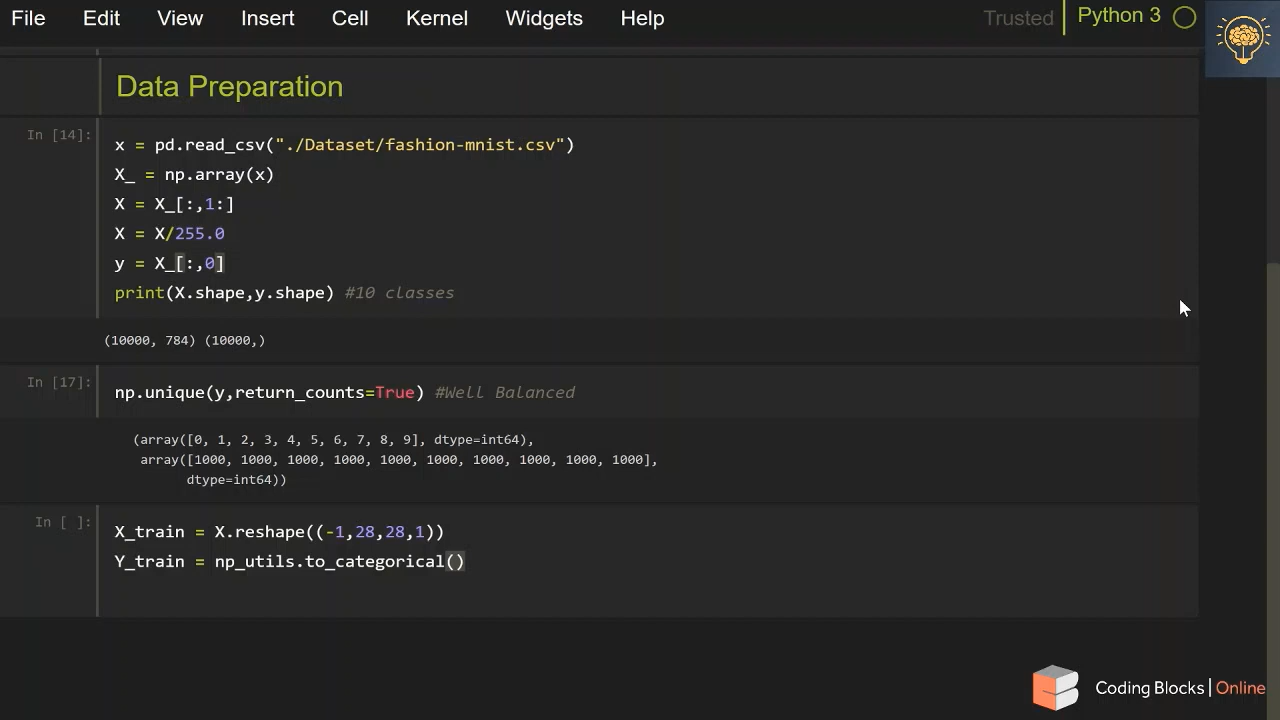 File Edit View Insert Cell Kernel Widgets Help Trusted Python 3
Data Preparation
In [14]:
x = pd.read_csv("./Dataset/fashion-mnist.csv")
X_ = np.array(x)
X = X_[:,1:]
X = X/255.0
y = X_[:,0]
print(X.shape,y.shape) #10 classes
(10000, 784) (10000,)
In [17]:
np.unique(y,return_counts=True) #Well Balanced
(array([0, 1, 2, 3, 4, 5, 6, 7, 8, 9], dtype=int64),
array([1000, 1000, 1000, 1000, 1000, 1000, 1000, 1000, 1000, 1000],
dtype=int64))
In [ ]:
X_train = X.reshape((-1,28,28,1))
Y_train = np_utils.to_categorical()
Coding Blocks | Online